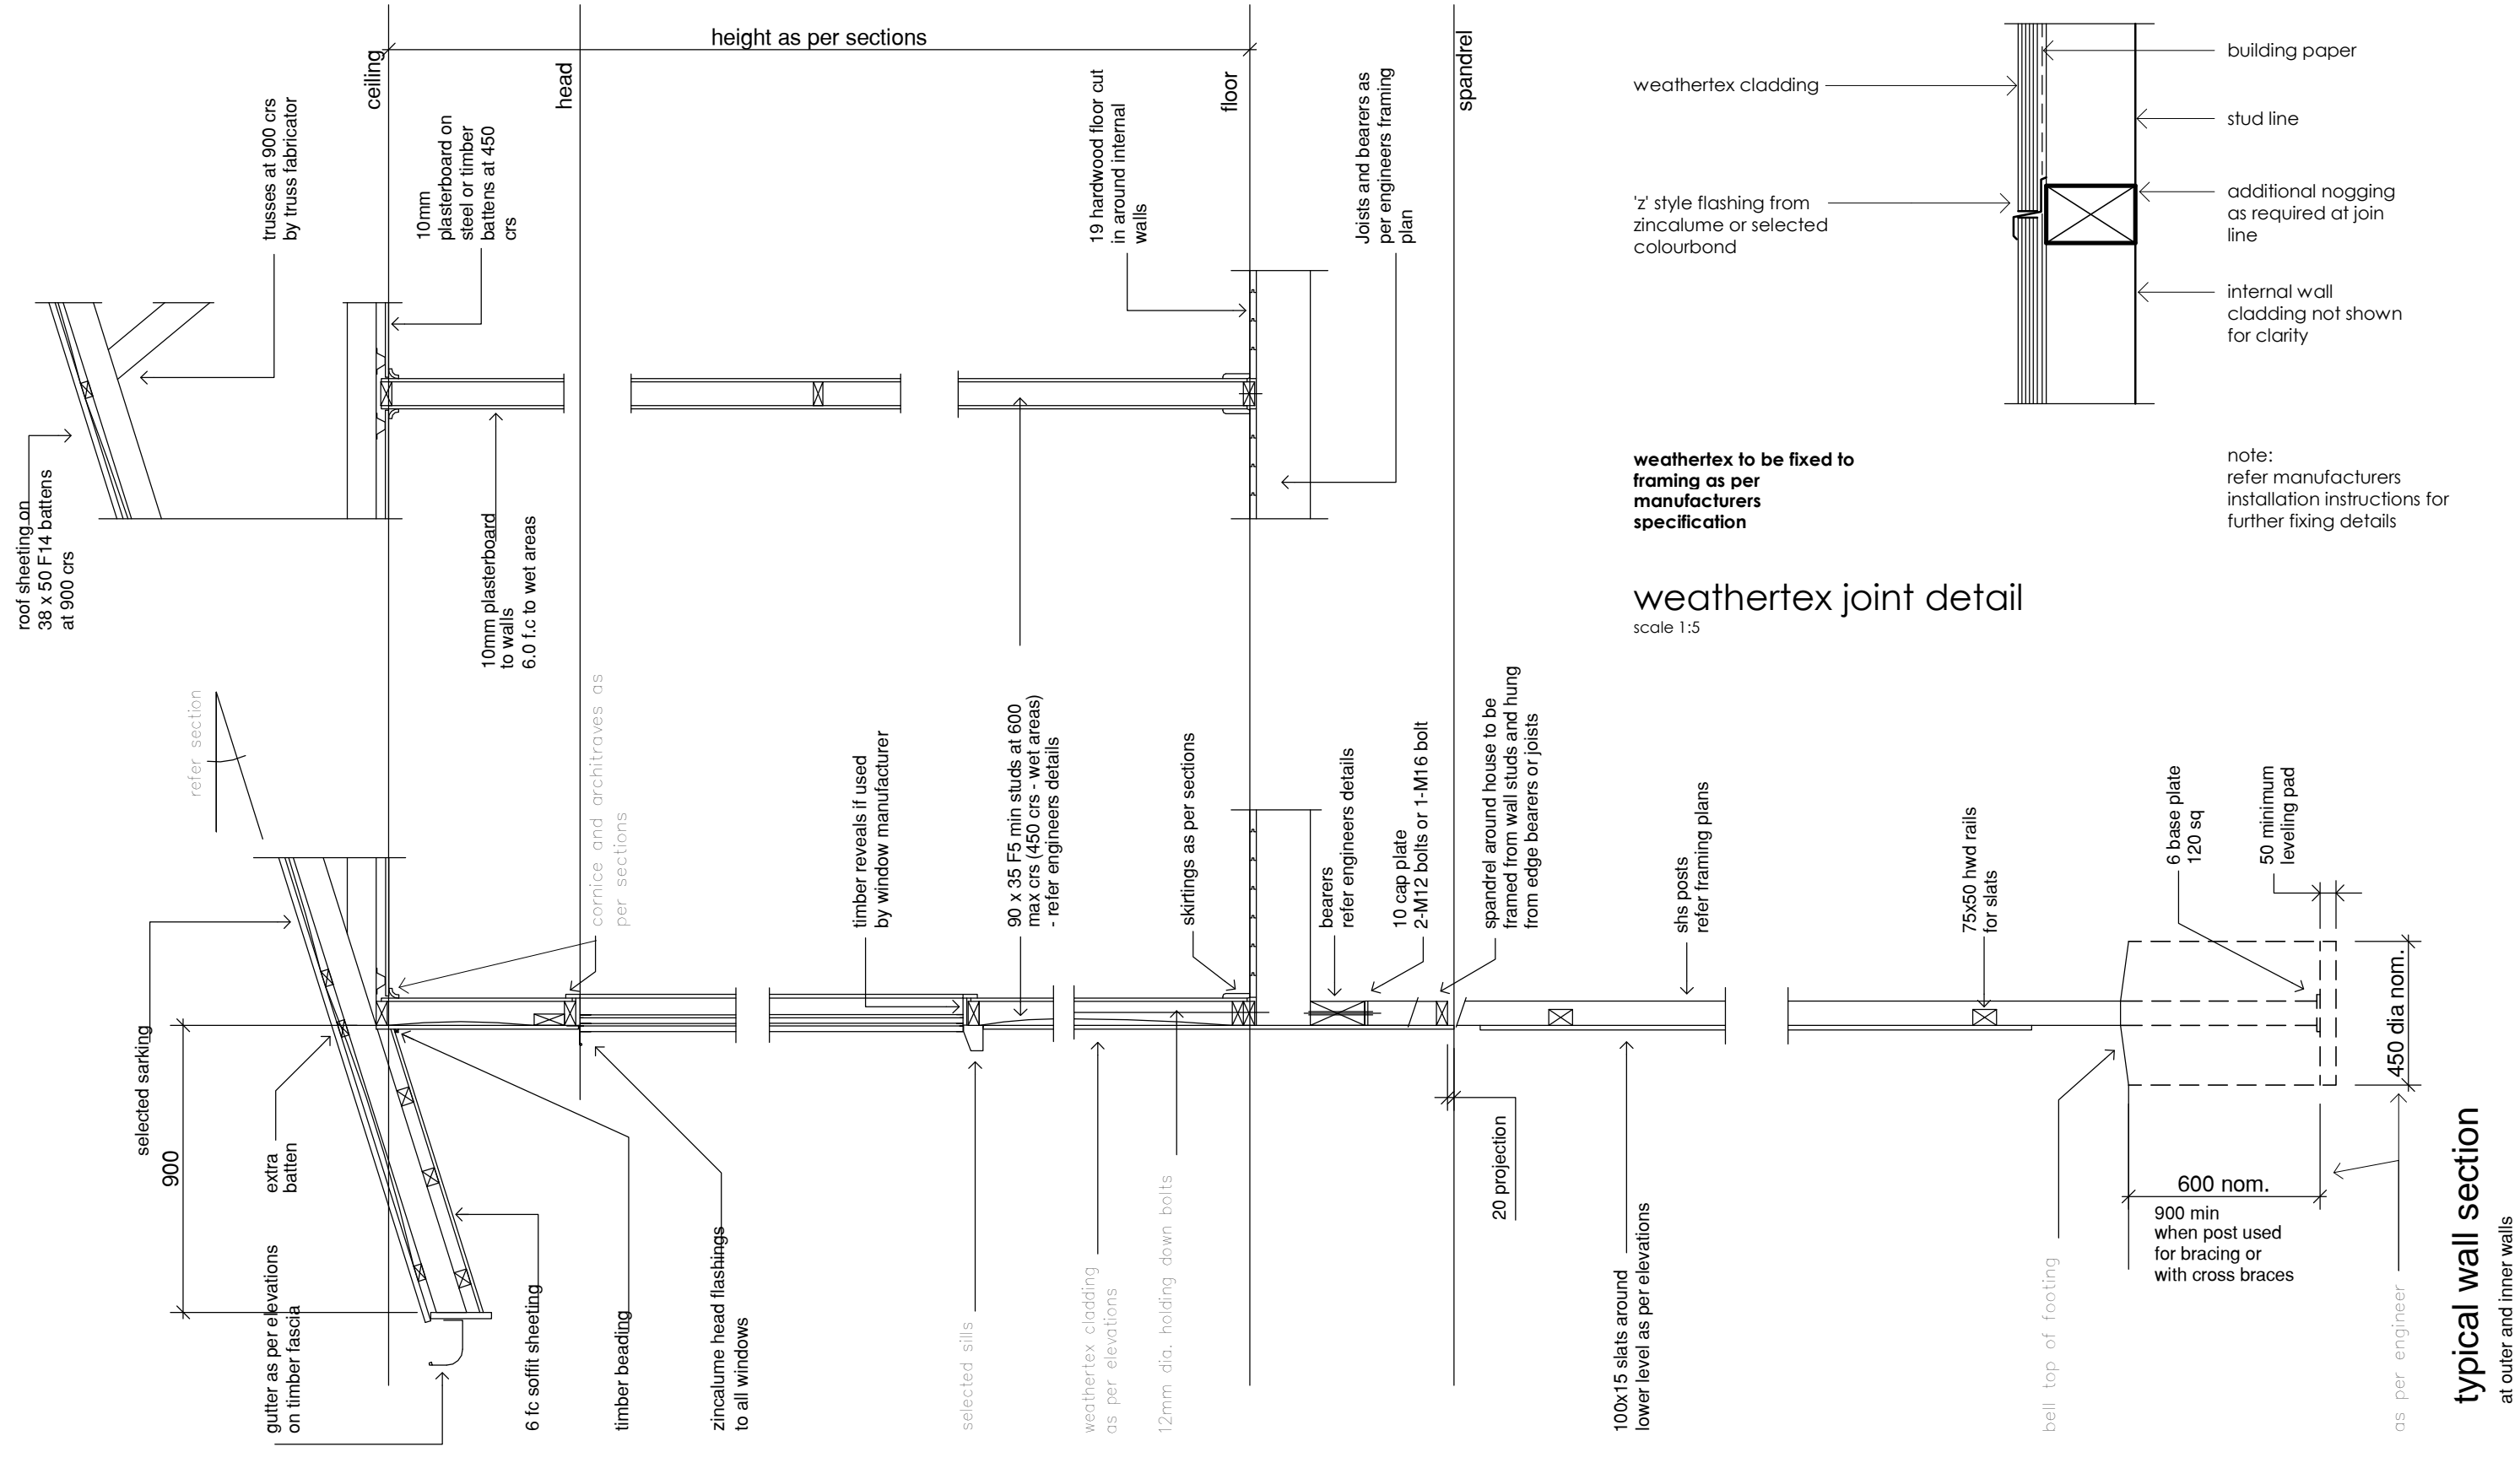 height as per sections
ceiling
head
floor
spandrel
trusses at 900 crs
by truss fabricator
10mm
plasterboard on
steel or timber
battens at 450
crs
19 hardwood floor cut
in around internal
walls
Joists and bearers as
per engineers framing
plan
roof sheeting on
38 x 50 F14 battens
at 900 crs
10mm plasterboard
to walls
6.0 f.c to wet areas
weathertex cladding
'z' style flashing from
zincalume or selected
colourbond
building paper
stud line
additional nogging
as required at join
line
internal wall
cladding not shown
for clarity
weathertex to be fixed to
framing as per
manufacturers
specification
note:
refer manufacturers
installation instructions for
further fixing details
weathertex joint detail
scale 1:5
refer section
cornice and architraves as
per sections
timber reveals if used
by window manufacturer
90 x 35 F5 min studs at 600
max crs (450 crs - wet areas)
- refer engineers details
skirtings as per sections
bearers
refer engineers details
10 cap plate
2-M12 bolts or 1-M16 bolt
spandrel around house to be
framed from wall studs and hung
from edge bearers or joists
shs posts
refer framing plans
75x50 hwd rails
for slats
6 base plate
120 sq
50 minimum
leveling pad
450 dia nom.
selected sarking
900
extra
batten
gutter as per elevations
on timber fascia
6 fc soffit sheeting
timber beading
zincalume head flashings
to all windows
selected sills
weathertex cladding
as per elevations
12mm dia. holding down bolts
20 projection
100x15 slats around
lower level as per elevations
bell top of footing
600 nom.
900 min
when post used
for bracing or
with cross braces
as per engineer
typical wall section
at outer and inner walls